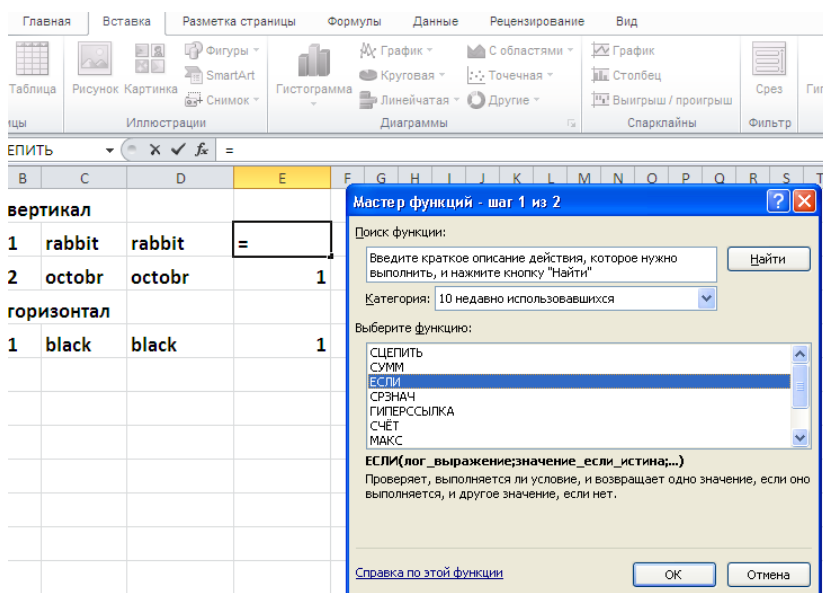 Главная Вставка Разметка страницы Формулы Данные Рецензирование Вид
Таблица Рисунок Картинка Фигуры SmartArt Снимок Гистограмма График Круговая Линейчатая С областями Точечная Другие График Столбец Выигрыш / проигрыш Срез
Иллюстрации Диаграммы Спарклайны Фильтр
ЕПИТЬ fx =
B C D E F G H I J K L M N O P Q R S T
вертикал
1 rabbit rabbit =
2 octobr octobr 1
горизонтал
1 black black 1
Мастер функций - шаг 1 из 2
Поиск функции:
Введите краткое описание действия, которое нужно
выполнить, и нажмите кнопку "Найти"
Найти
Категория: 10 недавно использовавшихся
Выберите функцию:
СЦЕПИТЬ
СУММ
ЕСЛИ
СРЗНАЧ
ГИПЕРССЫЛКА
СЧЁТ
МАКС
ЕСЛИ(лог_выражение;значение_если_истина;...)
Проверяет, выполняется ли условие, и возвращает одно значение, если оно
выполняется, и другое значение, если нет.
Справка по этой функции
ОК Отмена